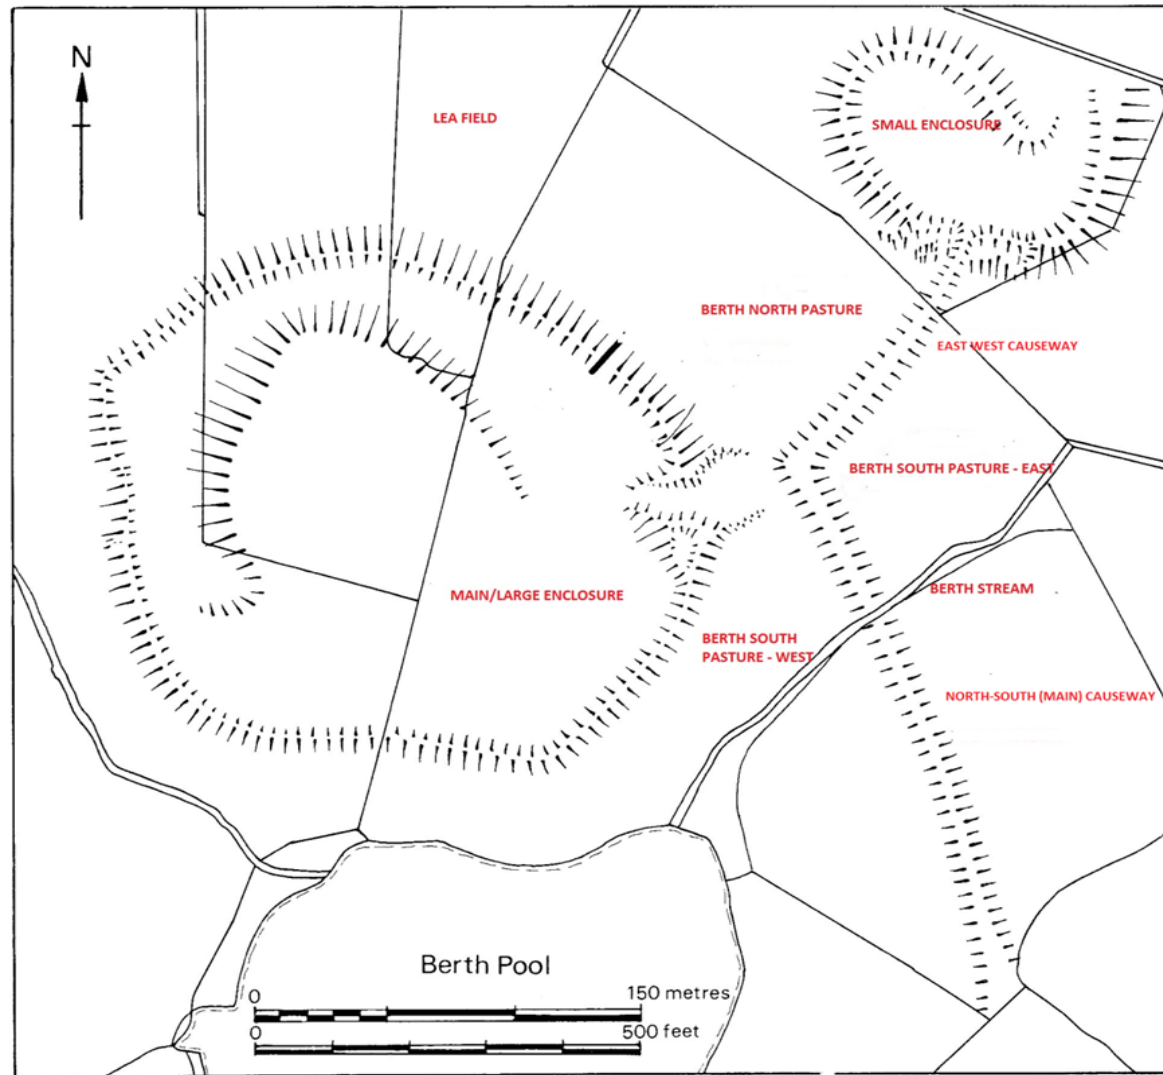 N
LEA FIELD
SMALL ENCLOSURE
BERTH NORTH PASTURE
EAST WEST CAUSEWAY
BERTH SOUTH PASTURE - EAST
MAIN/LARGE ENCLOSURE
BERTH STREAM
BERTH SOUTH
PASTURE - WEST
NORTH-SOUTH (MAIN) CAUSEWAY
Berth Pool
0 150 metres
0 500 feet